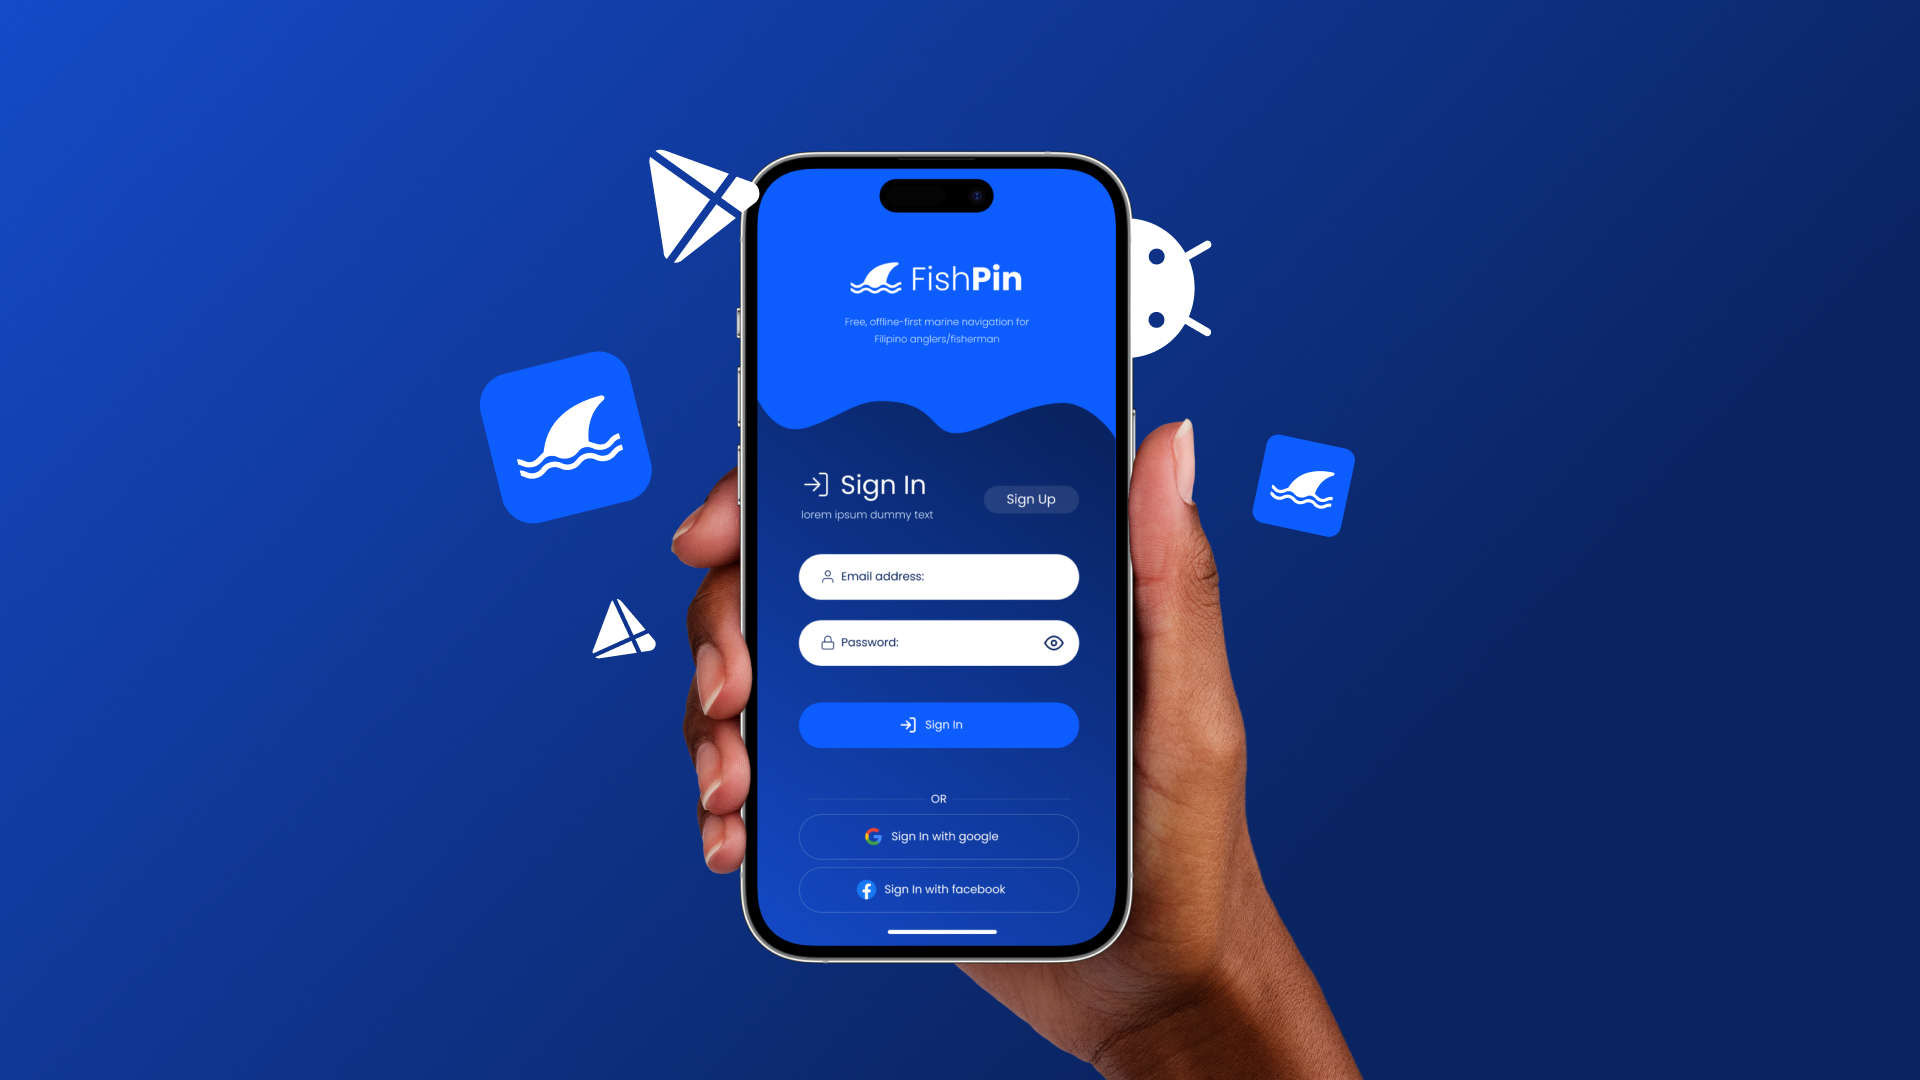 FishPin
Free, offline-first marine navigation for
Filipino anglers/fisherman
Sign In
Sign Up
lorem ipsum dummy text
Email address:
Password:
Sign In
OR
Sign In with google
Sign In with facebook